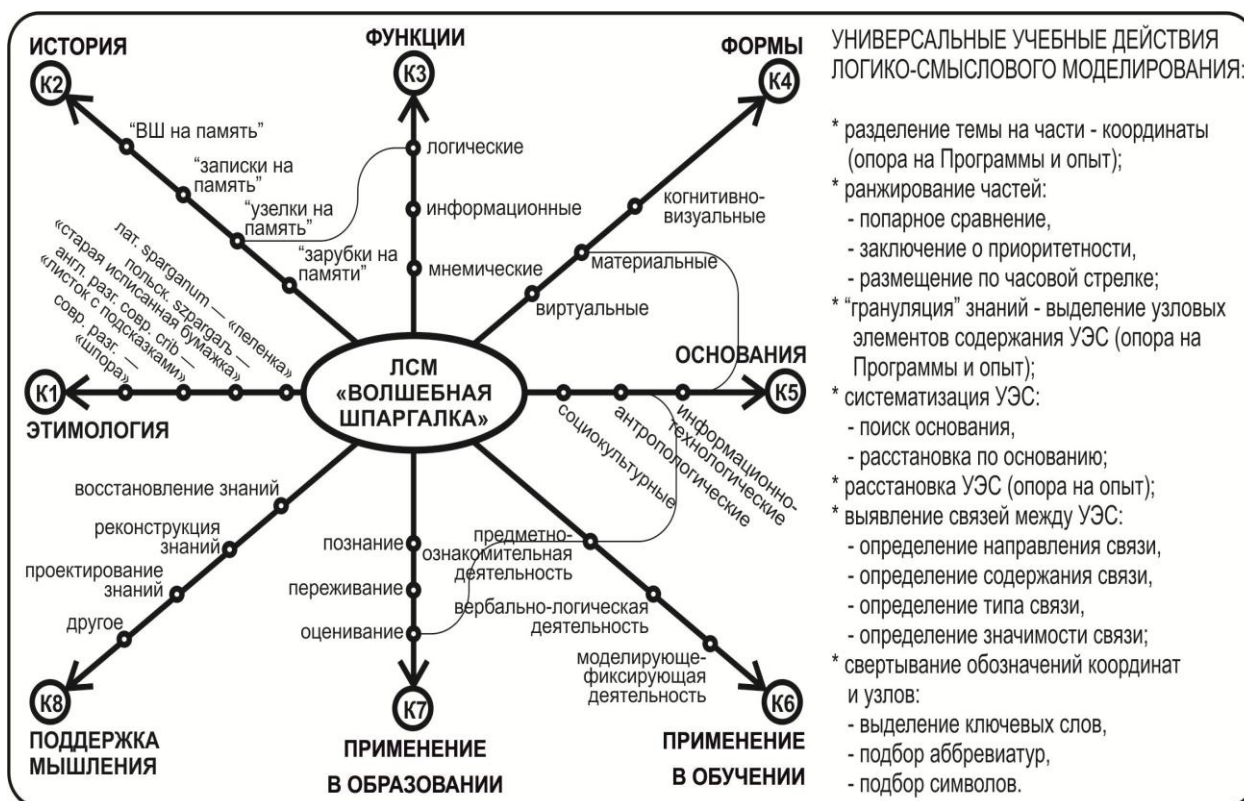 ИСТОРИЯ
К2
“ВШ на память”
“записки на
память”
“узелки на
память”
“зарубки на
памяти”
ФУНКЦИИ
К3
логические
информационные
мнемические
ФОРМЫ
К4
когнитивно-
визуальные
материальные
виртуальные
лат. sparganum — «пеленка»
польск. szpargaъ —
«старая исписанная бумажка»
англ. разг. совр. crib —
«листок с подсказками»
совр. разг. —
«шпора»
К1
ЭТИМОЛОГИЯ
ЛСМ
«ВОЛШЕБНАЯ
ШПАРГАЛКА»
ОСНОВАНИЯ
К5
социокультурные
антропологические
информационно-
технологические
восстановление знаний
реконструкция
знаний
проектирование
знаний
другое
К8
ПОДДЕРЖКА
МЫШЛЕНИЯ
познание
переживание
оценивание
К7
ПРИМЕНЕНИЕ
В ОБРАЗОВАНИИ
предметно-
ознакомительная
деятельность
вербально-логическая
деятельность
моделирующе-
фиксирующая
деятельность
К6
ПРИМЕНЕНИЕ
В ОБУЧЕНИИ
УНИВЕРСАЛЬНЫЕ УЧЕБНЫЕ ДЕЙСТВИЯ
ЛОГИКО-СМЫСЛОВОГО МОДЕЛИРОВАНИЯ:
* разделение темы на части - координаты
(опора на Программы и опыт);
* ранжирование частей:
- попарное сравнение,
- заключение о приоритетности,
- размещение по часовой стрелке;
* “грануляция” знаний - выделение узловых
элементов содержания УЭС (опора на
Программы и опыт);
* систематизация УЭС:
- поиск основания,
- расстановка по основанию;
* расстановка УЭС (опора на опыт);
* выявление связей между УЭС:
- определение направления связи,
- определение содержания связи,
- определение типа связи,
- определение значимости связи;
* свертывание обозначений координат
и узлов:
- выделение ключевых слов,
- подбор аббревиатур,
- подбор символов.